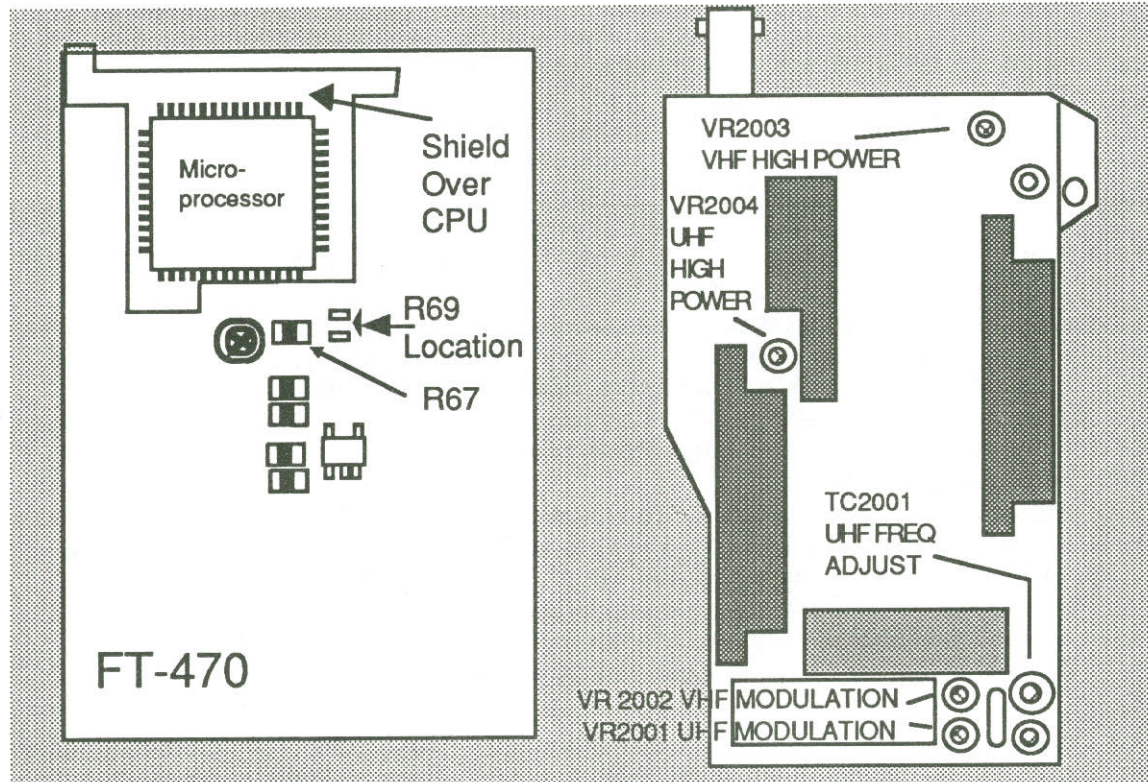 Micro-
processor
Shield
Over
CPU
R69
Location
R67
FT-470
VR2003
VHF HIGH POWER
VR2004
UHF
HIGH
POWER
TC2001
UHF FREQ
ADJUST
VR 2002 VHF MODULATION
VR2001 UHF MODULATION